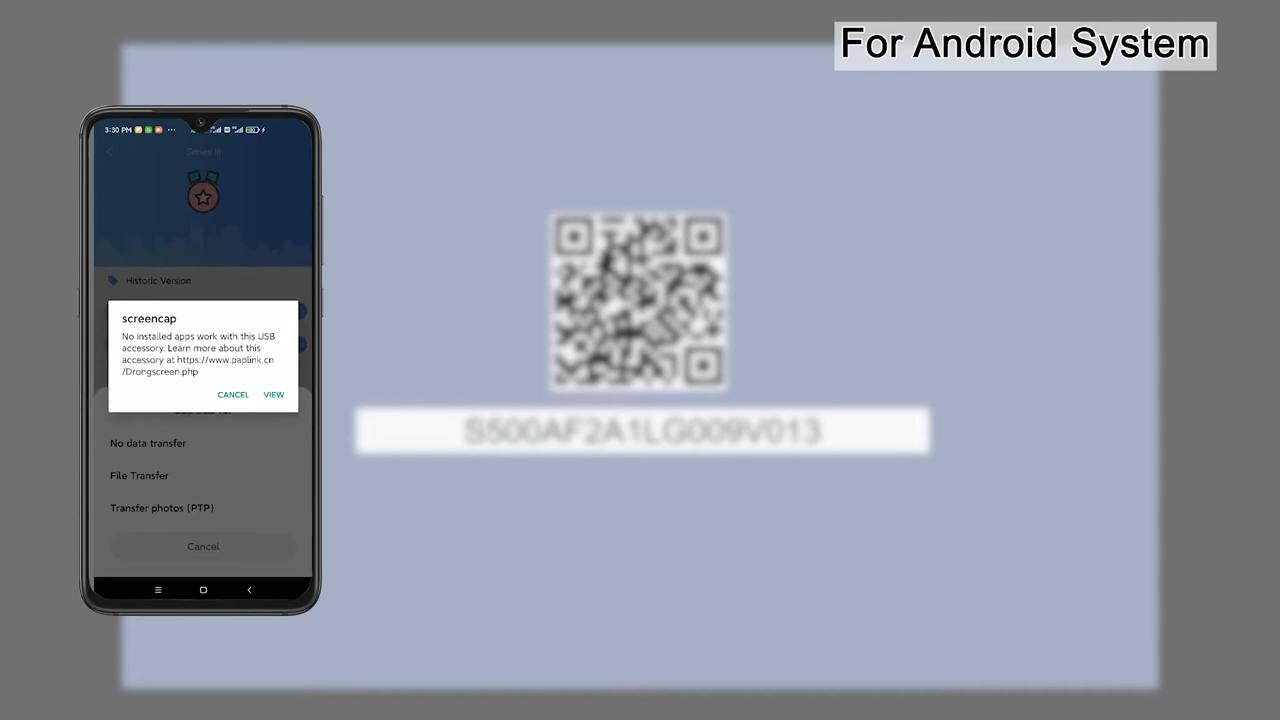 For Android System
3:30 PM
Historic Version
screencap
No installed apps work with this USB
accessory. Learn more about this
accessory at https://www.paplink.cn
/Drongscreen.php
CANCEL VIEW
No data transfer
File Transfer
Transfer photos (PTP)
Cancel
S500AF2A1LG009V013